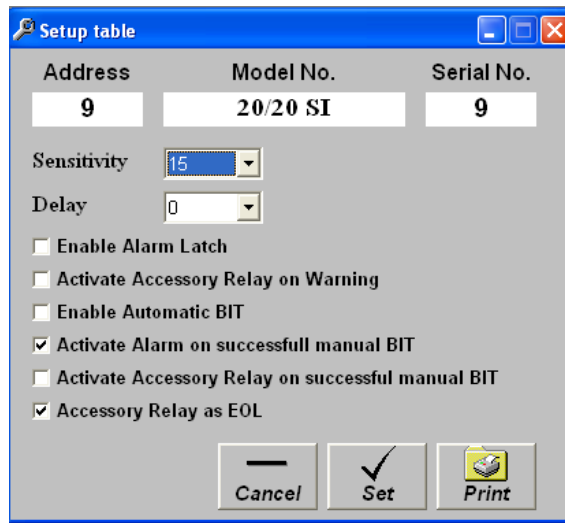 Setup table
Address Model No. Serial No.
9 20/20 SI 9
Sensitivity 15
Delay 0
Enable Alarm Latch
Activate Accessory Relay on Warning
Enable Automatic BIT
Activate Alarm on successfull manual BIT
Activate Accessory Relay on successful manual BIT
Accessory Relay as EOL
Cancel Set Print